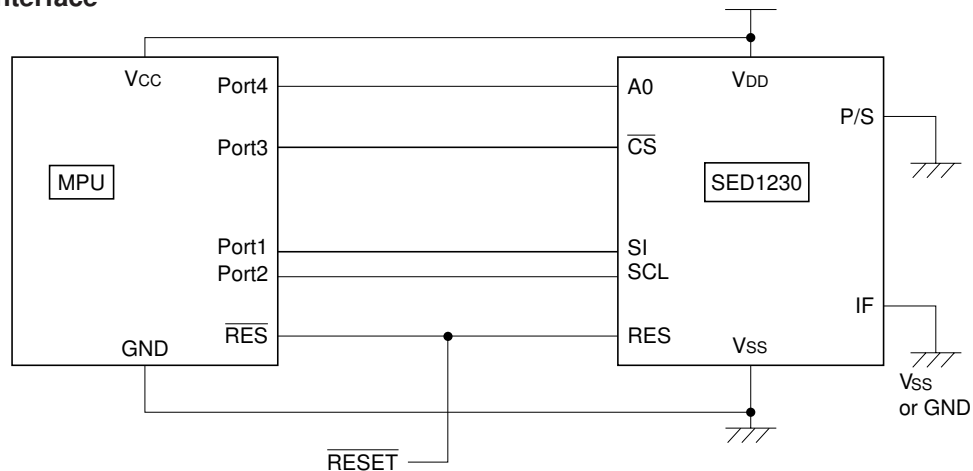 VCC
VDD
Port4
A0
P/S
Port3
CS
MPU
SED1230
Port1
SI
Port2
SCL
IF
RES
RES
GND
VSS
VSS
or GND
RESET